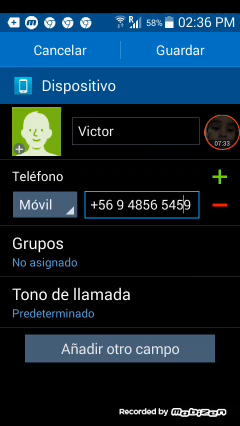 58% 02:36 PM
Cancelar Guardar
Dispositivo
Victor
07:33
Teléfono
Móvil +56 9 4856 5459
Grupos
No asignado
Tono de llamada
Predeterminado
Añadir otro campo
Recorded by Mobizen